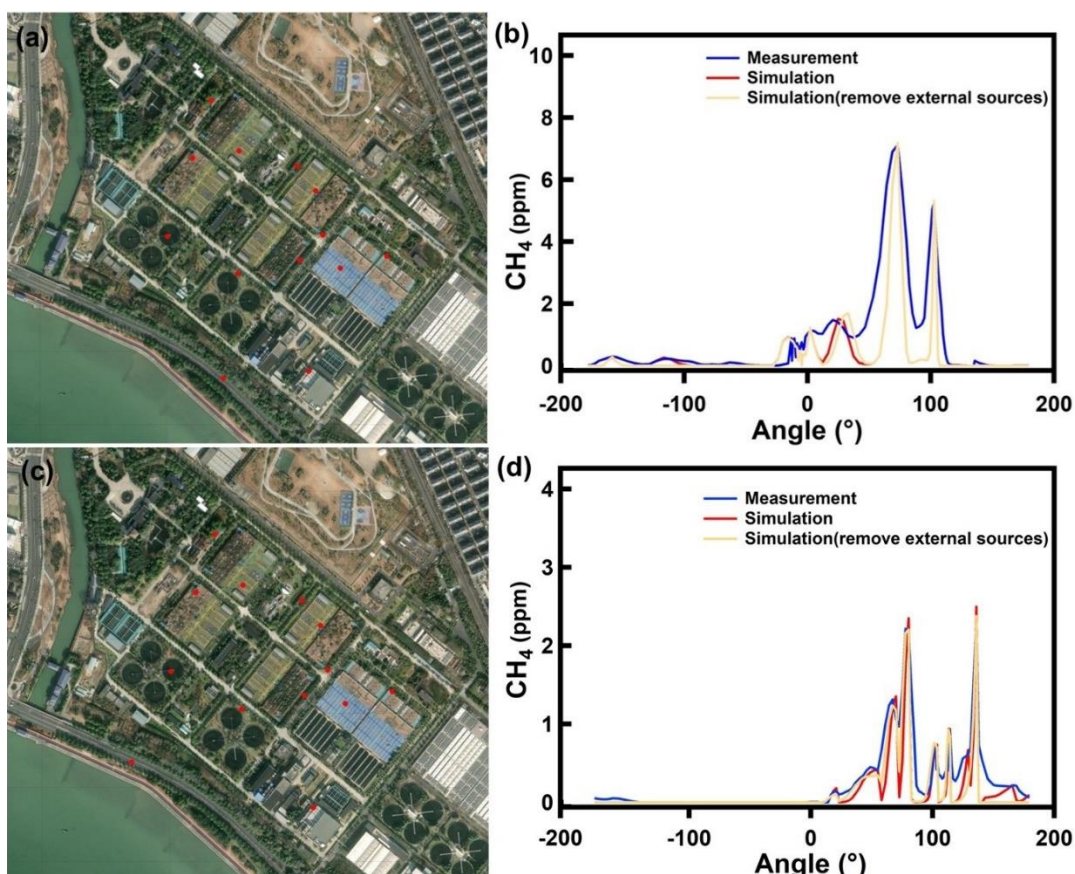 (a)
(b)
10
8
6
4
2
0
CH₄ (ppm)
Measurement
Simulation
Simulation(remove external sources)
-200
-100
0
100
200
Angle (°)
(c)
(d)
4
3
2
1
0
CH₄ (ppm)
Measurement
Simulation
Simulation(remove external sources)
-100
0
100
200
Angle (°)